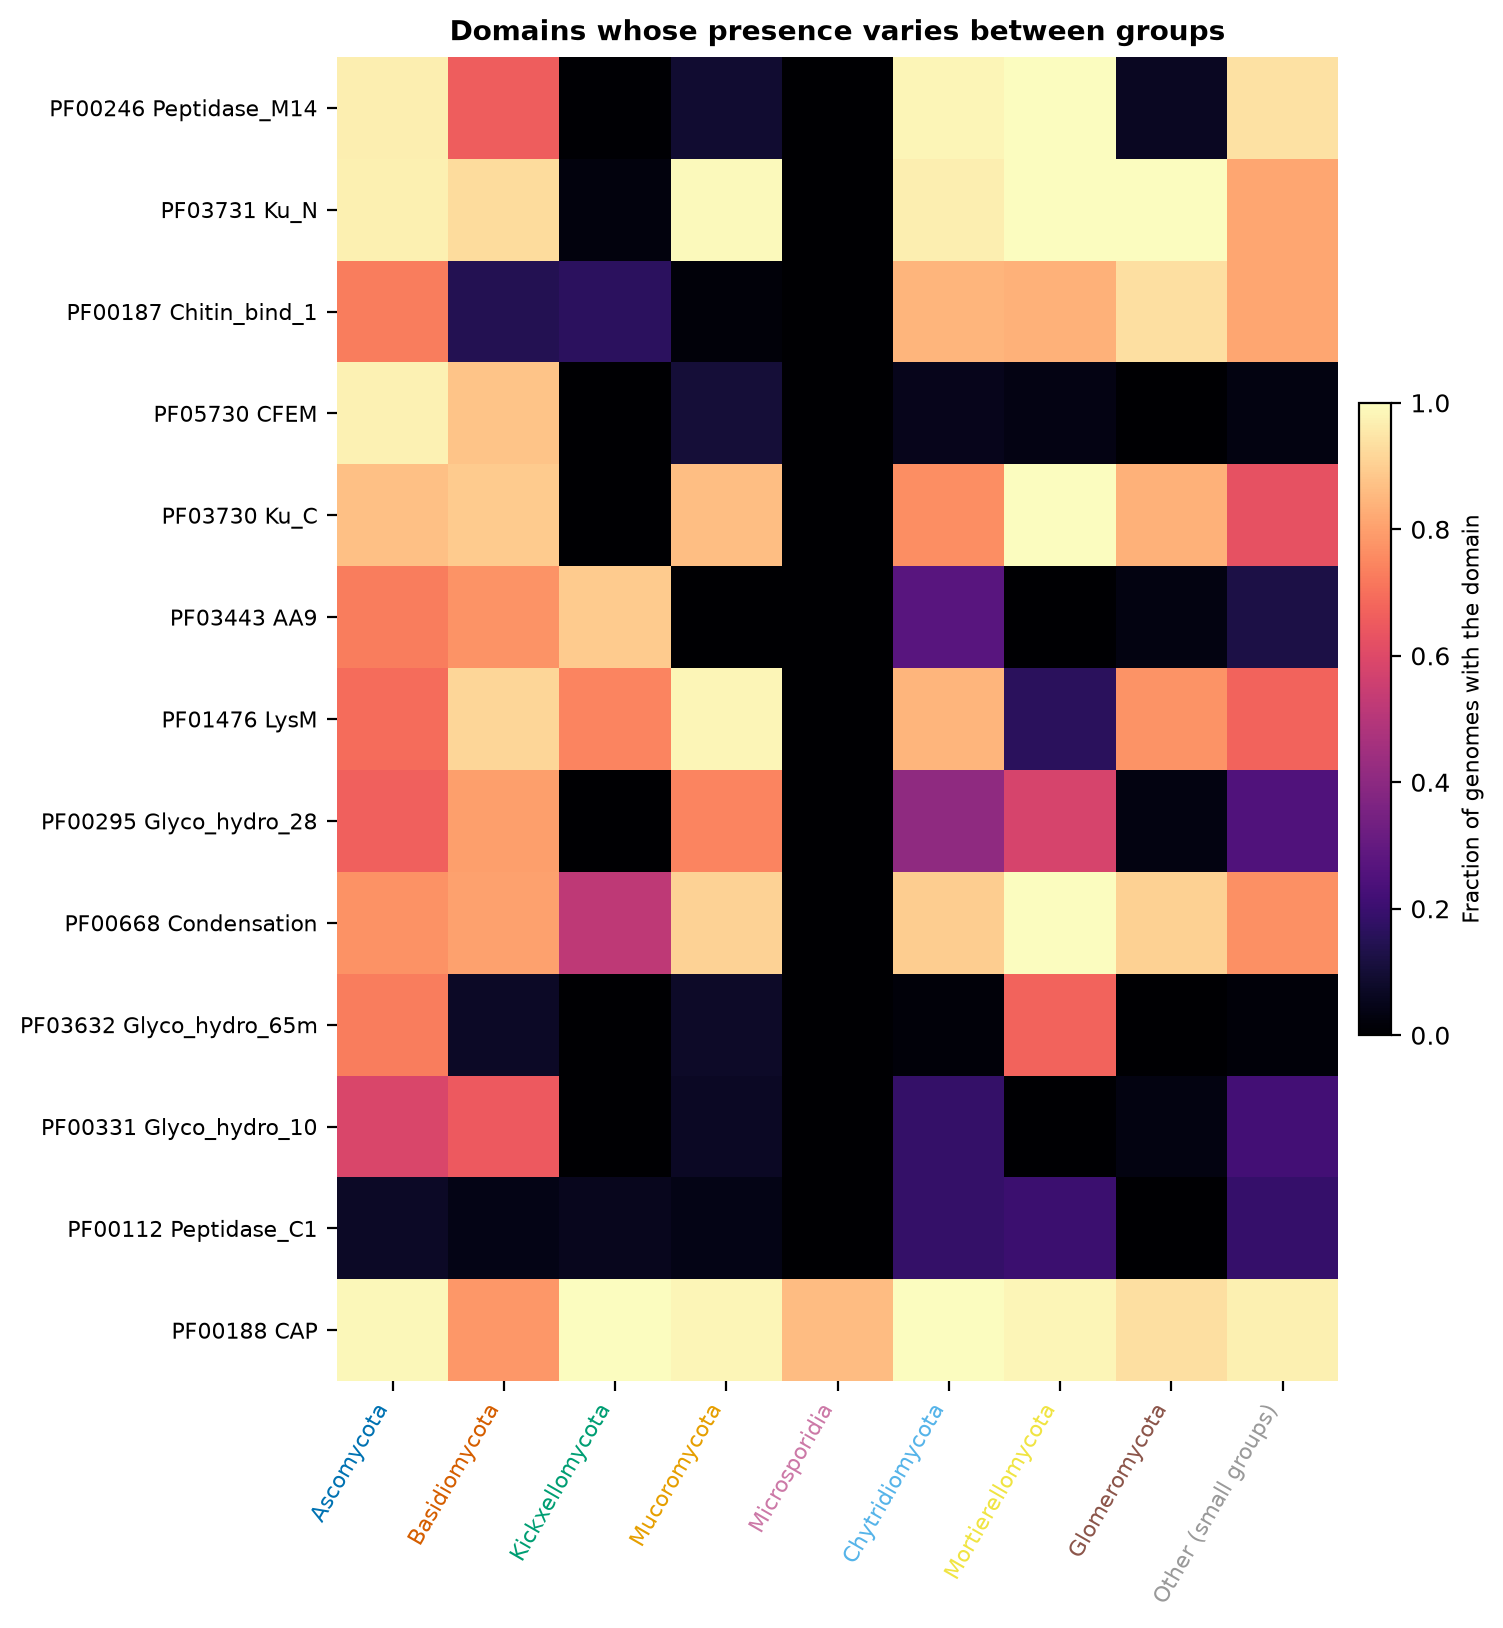 Domains whose presence varies between groups
PF00246 Peptidase_M14
PF03731 Ku_N
PF00187 Chitin_bind_1
PF05730 CFEM
PF03730 Ku_C
PF03443 AA9
PF01476 LysM
PF00295 Glyco_hydro_28
PF00668 Condensation
PF03632 Glyco_hydro_65m
PF00331 Glyco_hydro_10
PF00112 Peptidase_C1
PF00188 CAP
Ascomycota
Basidiomycota
Kickxellomycota
Mucoromycota
Microsporidia
Chytridiomycota
Mortierellomycota
Glomeromycota
Other (small groups)
1.0
0.8
0.6
0.4
0.2
0.0
Fraction of genomes with the domain